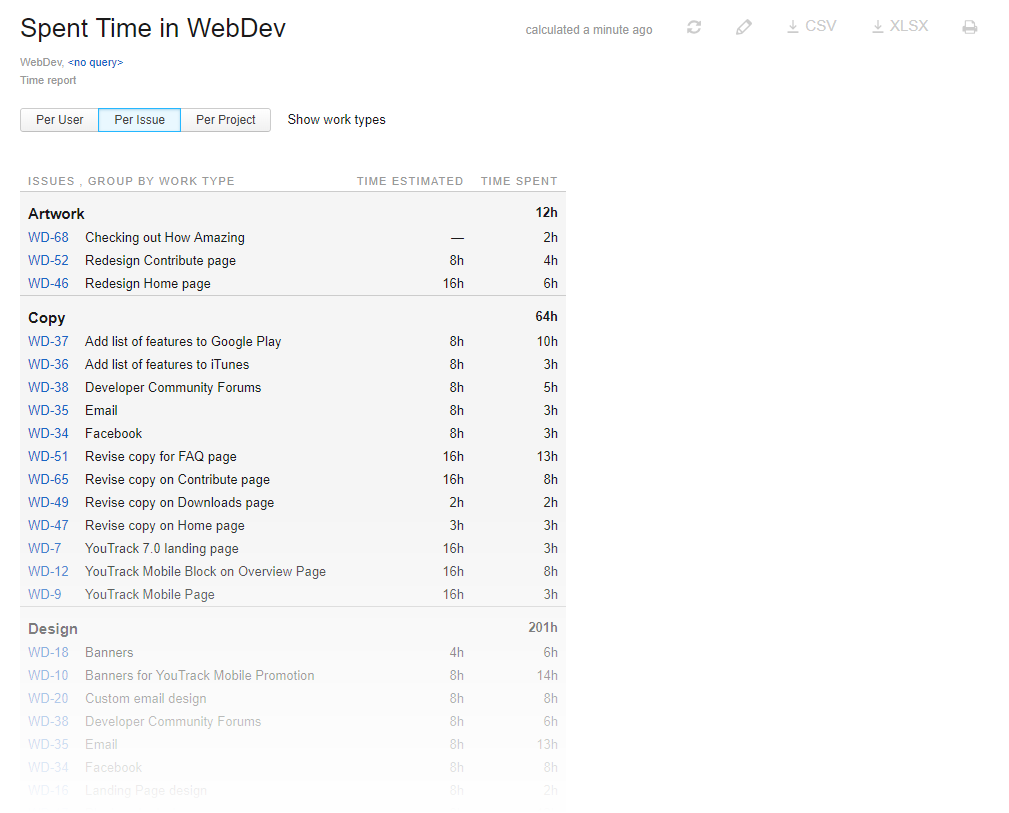 Spent Time in WebDev
calculated a minute ago CSV XLSX
WebDev, <no query>
Time report
Per User Per Issue Per Project Show work types
ISSUES , GROUP BY WORK TYPE TIME ESTIMATED TIME SPENT
Artwork 12h
WD-68 Checking out How Amazing — 2h
WD-52 Redesign Contribute page 8h 4h
WD-46 Redesign Home page 16h 6h
Copy 64h
WD-37 Add list of features to Google Play 8h 10h
WD-36 Add list of features to iTunes 8h 3h
WD-38 Developer Community Forums 8h 5h
WD-35 Email 8h 3h
WD-34 Facebook 8h 3h
WD-51 Revise copy for FAQ page 16h 13h
WD-65 Revise copy on Contribute page 16h 8h
WD-49 Revise copy on Downloads page 2h 2h
WD-47 Revise copy on Home page 3h 3h
WD-7 YouTrack 7.0 landing page 16h 3h
WD-12 YouTrack Mobile Block on Overview Page 16h 8h
WD-9 YouTrack Mobile Page 16h 3h
Design 201h
WD-18 Banners 4h 6h
WD-10 Banners for YouTrack Mobile Promotion 8h 14h
WD-20 Custom email design 8h 8h
WD-38 Developer Community Forums 8h 6h
WD-35 Email 8h 13h
WD-34 Facebook 8h 8h
WD-16 Landing Page design 8h 2h